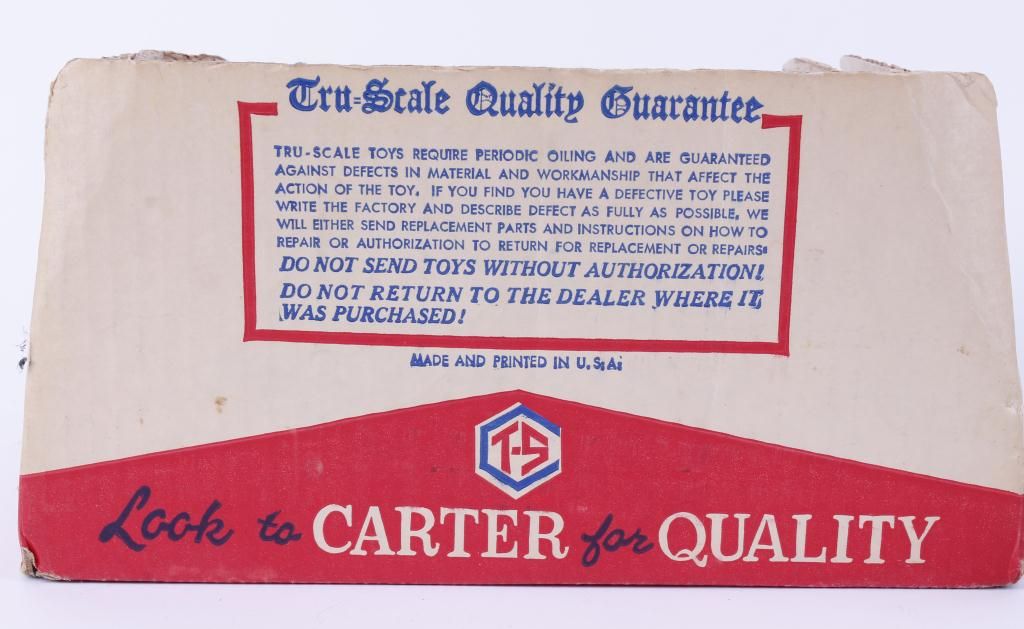 Tru-Scale Quality Guarantee
TRU-SCALE TOYS REQUIRE PERIODIC OILING AND ARE GUARANTEED
AGAINST DEFECTS IN MATERIAL AND WORKMANSHIP THAT AFFECT THE
ACTION OF THE TOY. IF YOU FIND YOU HAVE A DEFECTIVE TOY PLEASE
WRITE THE FACTORY AND DESCRIBE DEFECT AS FULLY AS POSSIBLE. WE
WILL EITHER SEND REPLACEMENT PARTS AND INSTRUCTIONS ON HOW TO
REPAIR OR AUTHORIZATION TO RETURN FOR REPLACEMENT OR REPAIRS.
DO NOT SEND TOYS WITHOUT AUTHORIZATION!
DO NOT RETURN TO THE DEALER WHERE IT
WAS PURCHASED!
MADE AND PRINTED IN U.S.A.
T-S
Look to CARTER for QUALITY